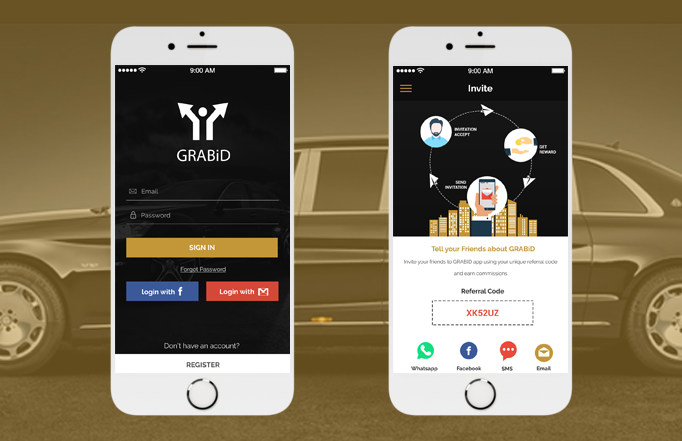 9:00 AM
GRABiD
Email
Password
SIGN IN
Forgot Password
login with f
Login with M
Don't have an account?
REGISTER
9:00 AM
Invite
INVITATION
ACCEPT
GET
REWARD
SEND
INVITATION
Tell your Friends about GRABiD
Invite your friends to GRABiD app using your unique referral code
and earn commissions
Referral Code
XK52UZ
Whatsapp
Facebook
SMS
Email